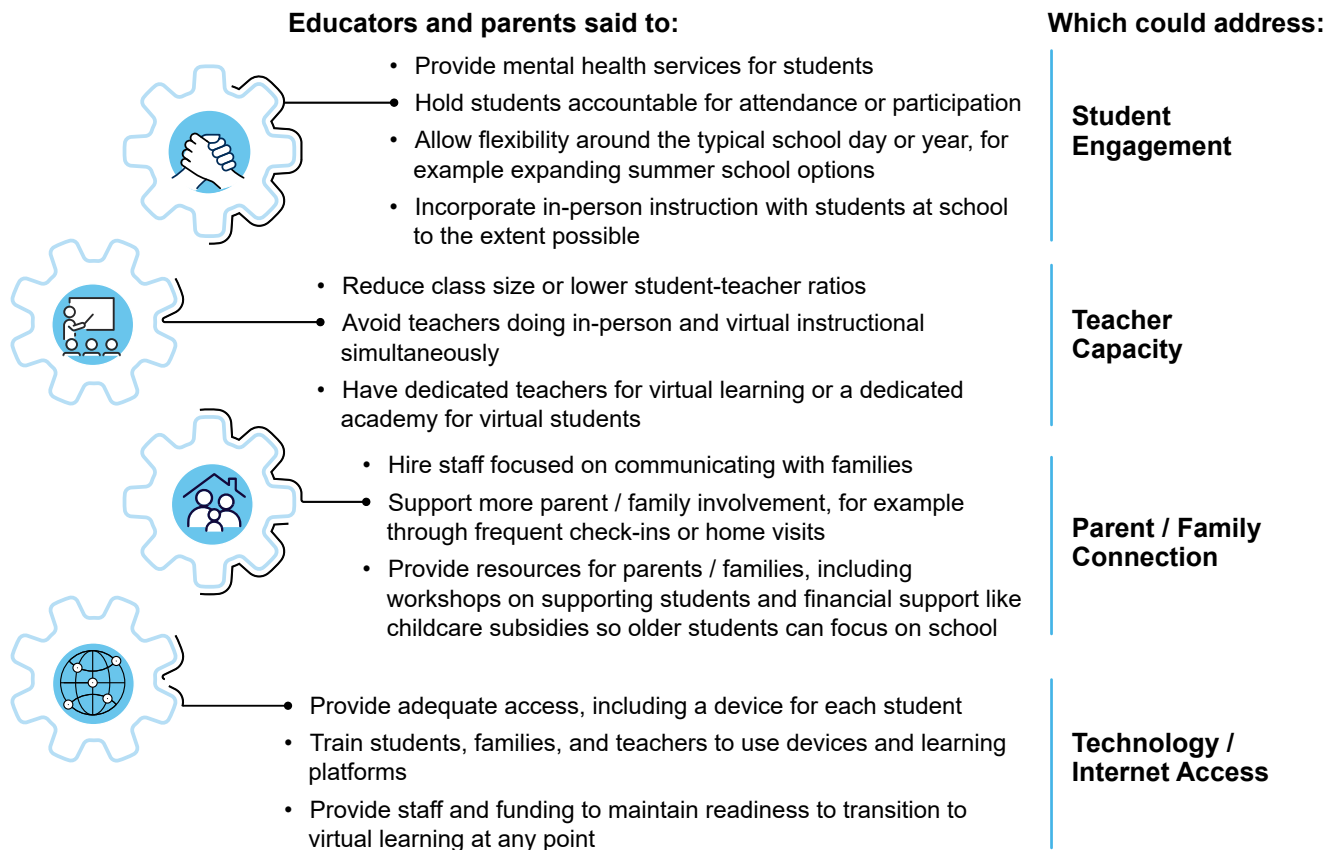 Educators and parents said to:
Which could address:
• Provide mental health services for students
• Hold students accountable for attendance or participation
• Allow flexibility around the typical school day or year, for
example expanding summer school options
• Incorporate in-person instruction with students at school
to the extent possible
Student
Engagement
• Reduce class size or lower student-teacher ratios
• Avoid teachers doing in-person and virtual instructional
simultaneously
• Have dedicated teachers for virtual learning or a dedicated
academy for virtual students
Teacher
Capacity
• Hire staff focused on communicating with families
• Support more parent / family involvement, for example
through frequent check-ins or home visits
• Provide resources for parents / families, including
workshops on supporting students and financial support like
childcare subsidies so older students can focus on school
Parent / Family
Connection
• Provide adequate access, including a device for each student
• Train students, families, and teachers to use devices and learning
platforms
• Provide staff and funding to maintain readiness to transition to
virtual learning at any point
Technology /
Internet Access